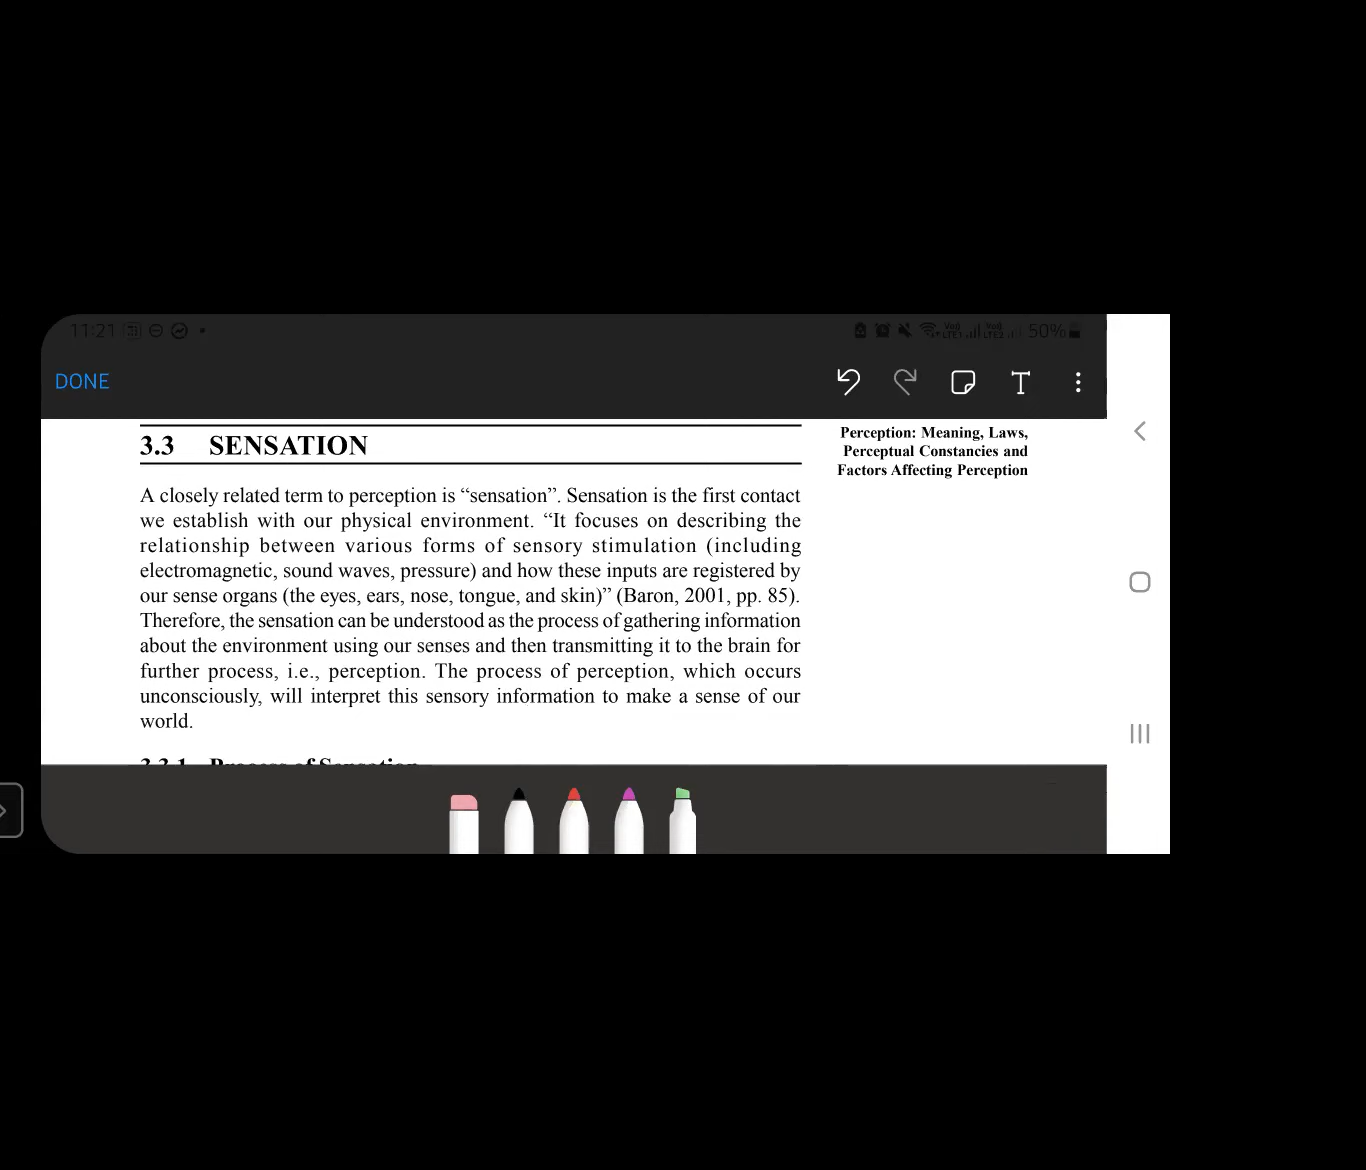 11:21
50%
DONE
3.3 SENSATION
Perception: Meaning, Laws,
Perceptual Constancies and
Factors Affecting Perception
A closely related term to perception is “sensation”. Sensation is the first contact
we establish with our physical environment. “It focuses on describing the
relationship between various forms of sensory stimulation (including
electromagnetic, sound waves, pressure) and how these inputs are registered by
our sense organs (the eyes, ears, nose, tongue, and skin)” (Baron, 2001, pp. 85).
Therefore, the sensation can be understood as the process of gathering information
about the environment using our senses and then transmitting it to the brain for
further process, i.e., perception. The process of perception, which occurs
unconsciously, will interpret this sensory information to make a sense of our
world.
3.3.1 Process of Sensation